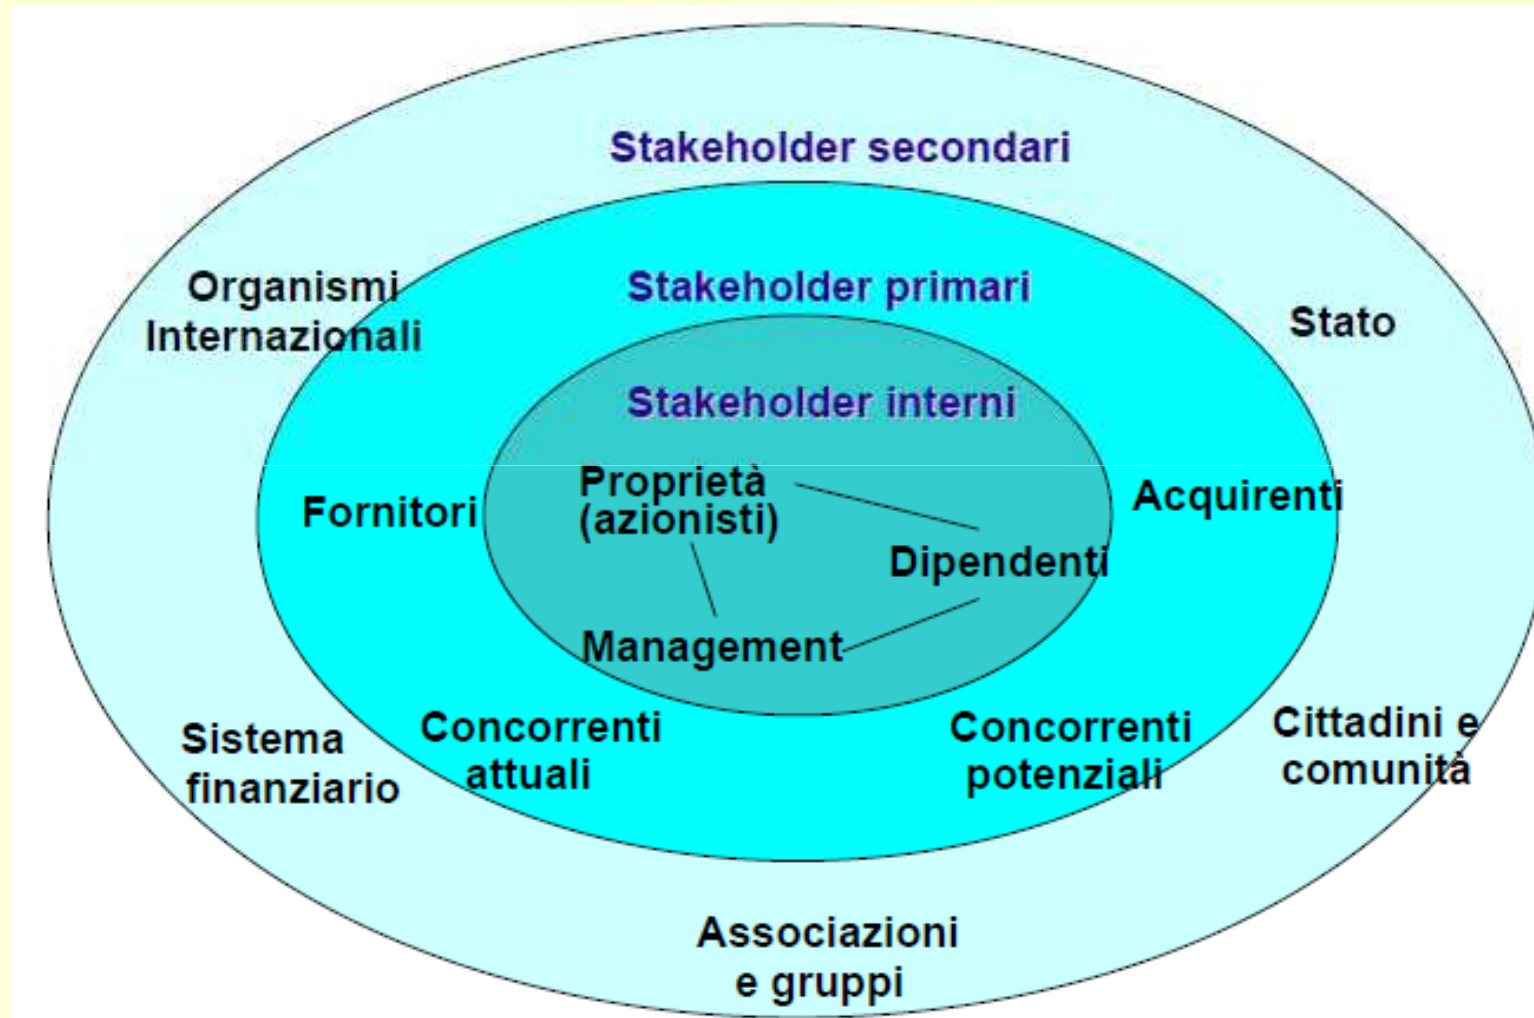 Stakeholder secondari
Stakeholder primari
Stakeholder interni
Organismi
Internazionali
Stato
Fornitori
Proprietà
(azionisti)
Acquirenti
Dipendenti
Management
Sistema
finanziario
Concorrenti
attuali
Concorrenti
potenziali
Cittadini e
comunità
Associazioni
e gruppi